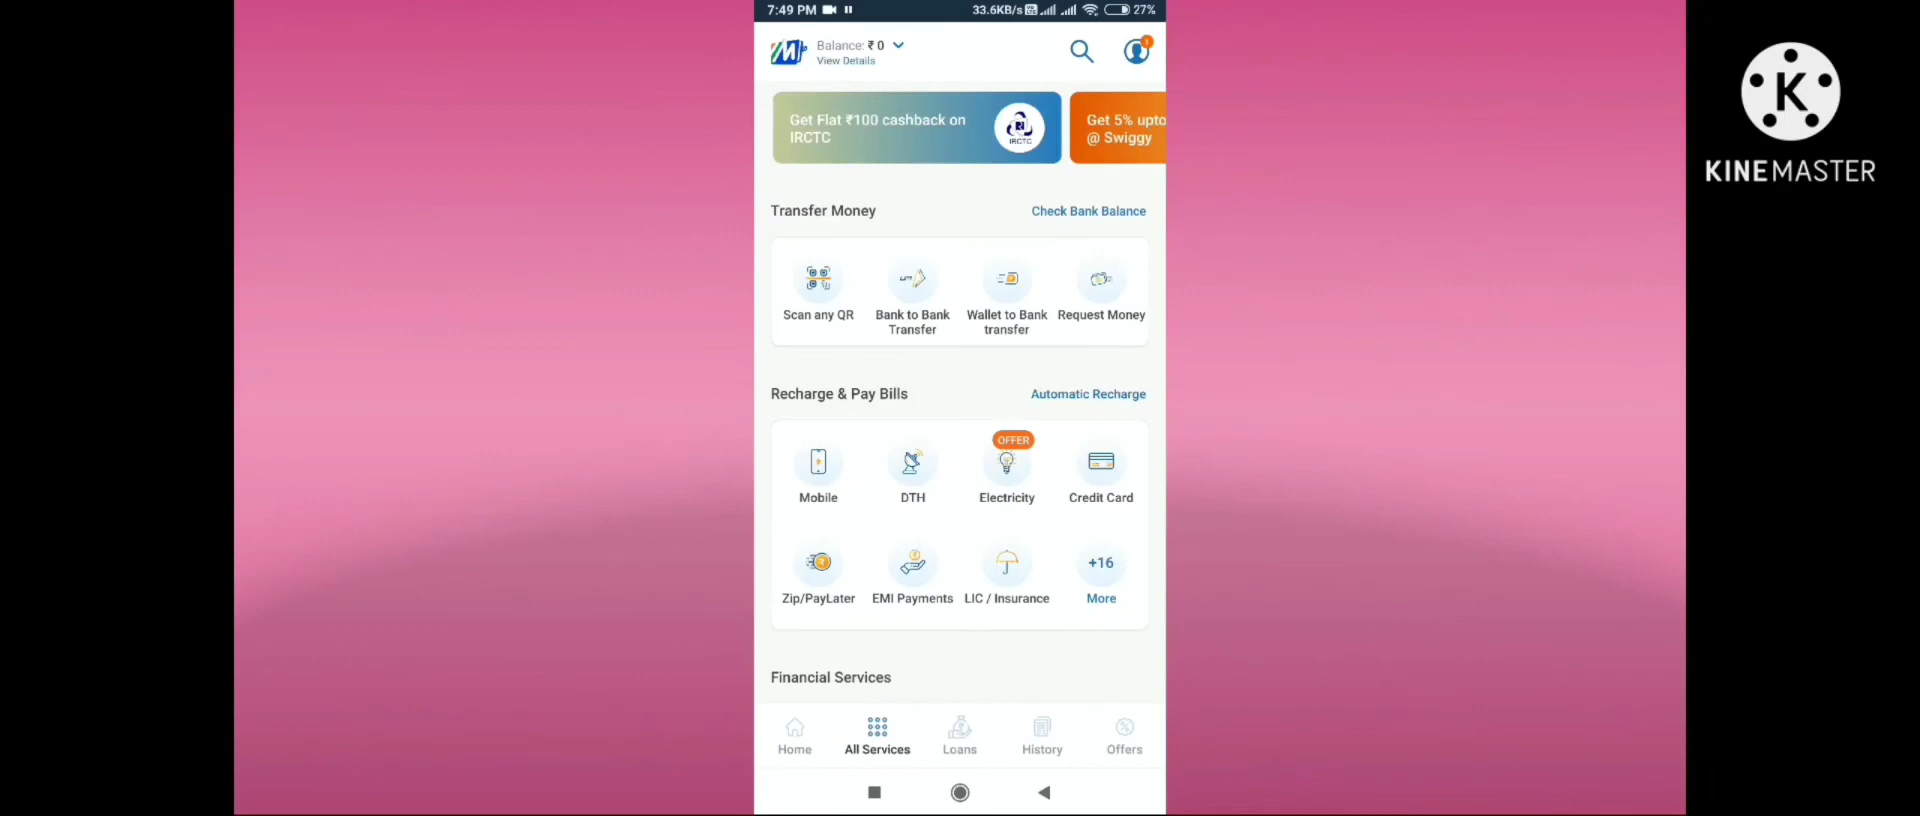 7:49 PM
33.6KB/s
27%
Balance: ₹ 0
View Details
Get Flat ₹100 cashback on
IRCTC
IRCTC
Get 5% upto
@ Swiggy
Transfer Money
Check Bank Balance
Scan any QR
Bank to Bank
Transfer
Wallet to Bank
transfer
Request Money
Recharge & Pay Bills
Automatic Recharge
OFFER
Mobile
DTH
Electricity
Credit Card
Zip/PayLater
EMI Payments
LIC / Insurance
+16
More
Financial Services
Home
All Services
Loans
History
Offers
K
KINEMASTER